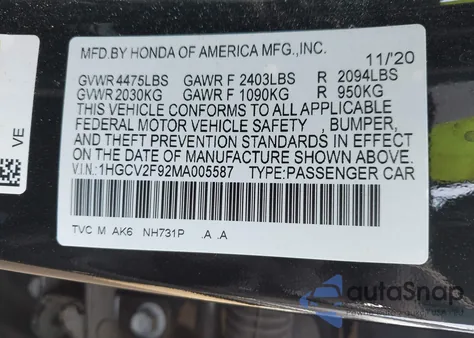 MFD.BY HONDA OF AMERICA MFG.,INC. 11/'20
GVWR 4475LBS GAWR F 2403LBS R 2094LBS
GVWR 2030KG GAWR F 1090KG R 950KG
THIS VEHICLE CONFORMS TO ALL APPLICABLE
FEDERAL MOTOR VEHICLE SAFETY , BUMPER,
AND THEFT PREVENTION STANDARDS IN EFFECT
ON THE DATE OF MANUFACTURE SHOWN ABOVE.
V.I.N.:1HGCV2F92MA005587 TYPE:PASSENGER CAR
TVC M AK6 NH731P .A .A
VE
autoSnap